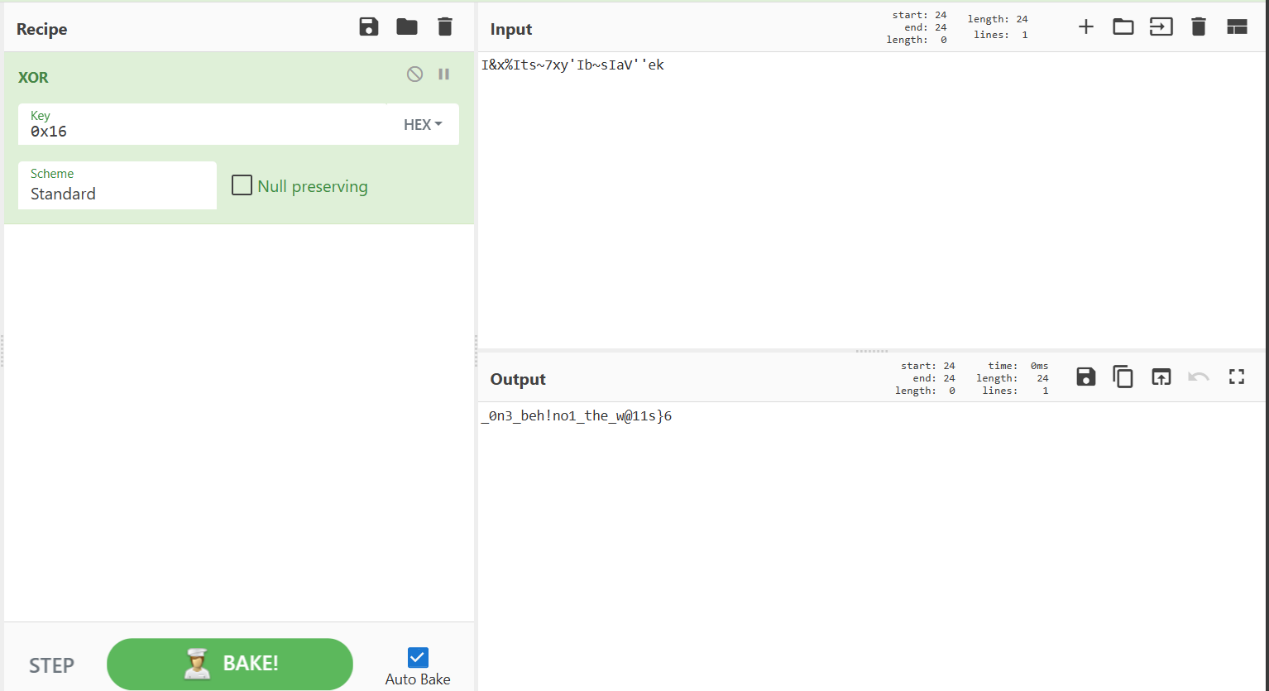 Recipe
XOR
Key
0x16
HEX
Scheme
Standard
Null preserving
STEP
BAKE!
Auto Bake
Input
start: 24
end: 24
length: 0
length: 24
lines: 1
I&x%Its~7xy'Ib~sIaV''ek
Output
start: 24
end: 24
length: 0
time: 0ms
length: 24
lines: 1
_0n3_beh!no1_the_w@11s}6